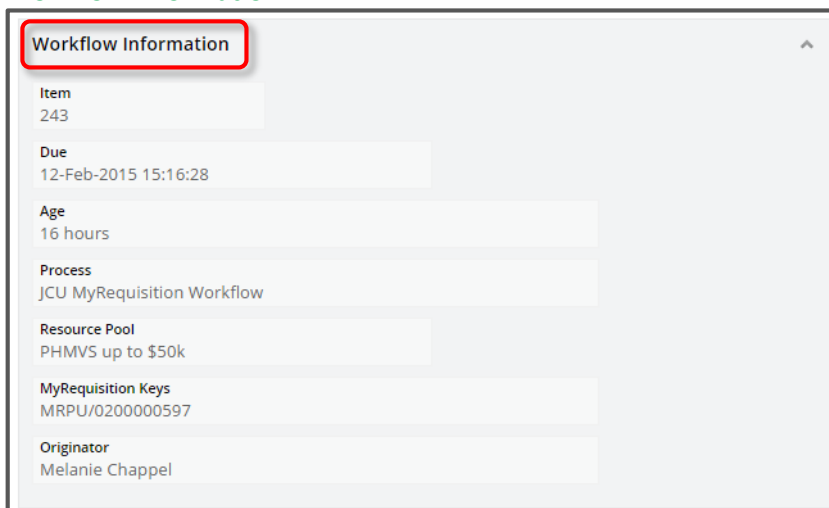 Workflow Information
Item
243
Due
12-Feb-2015 15:16:28
Age
16 hours
Process
JCU MyRequisition Workflow
Resource Pool
PHMVS up to $50k
MyRequisition Keys
MRPU/0200000597
Originator
Melanie Chappel